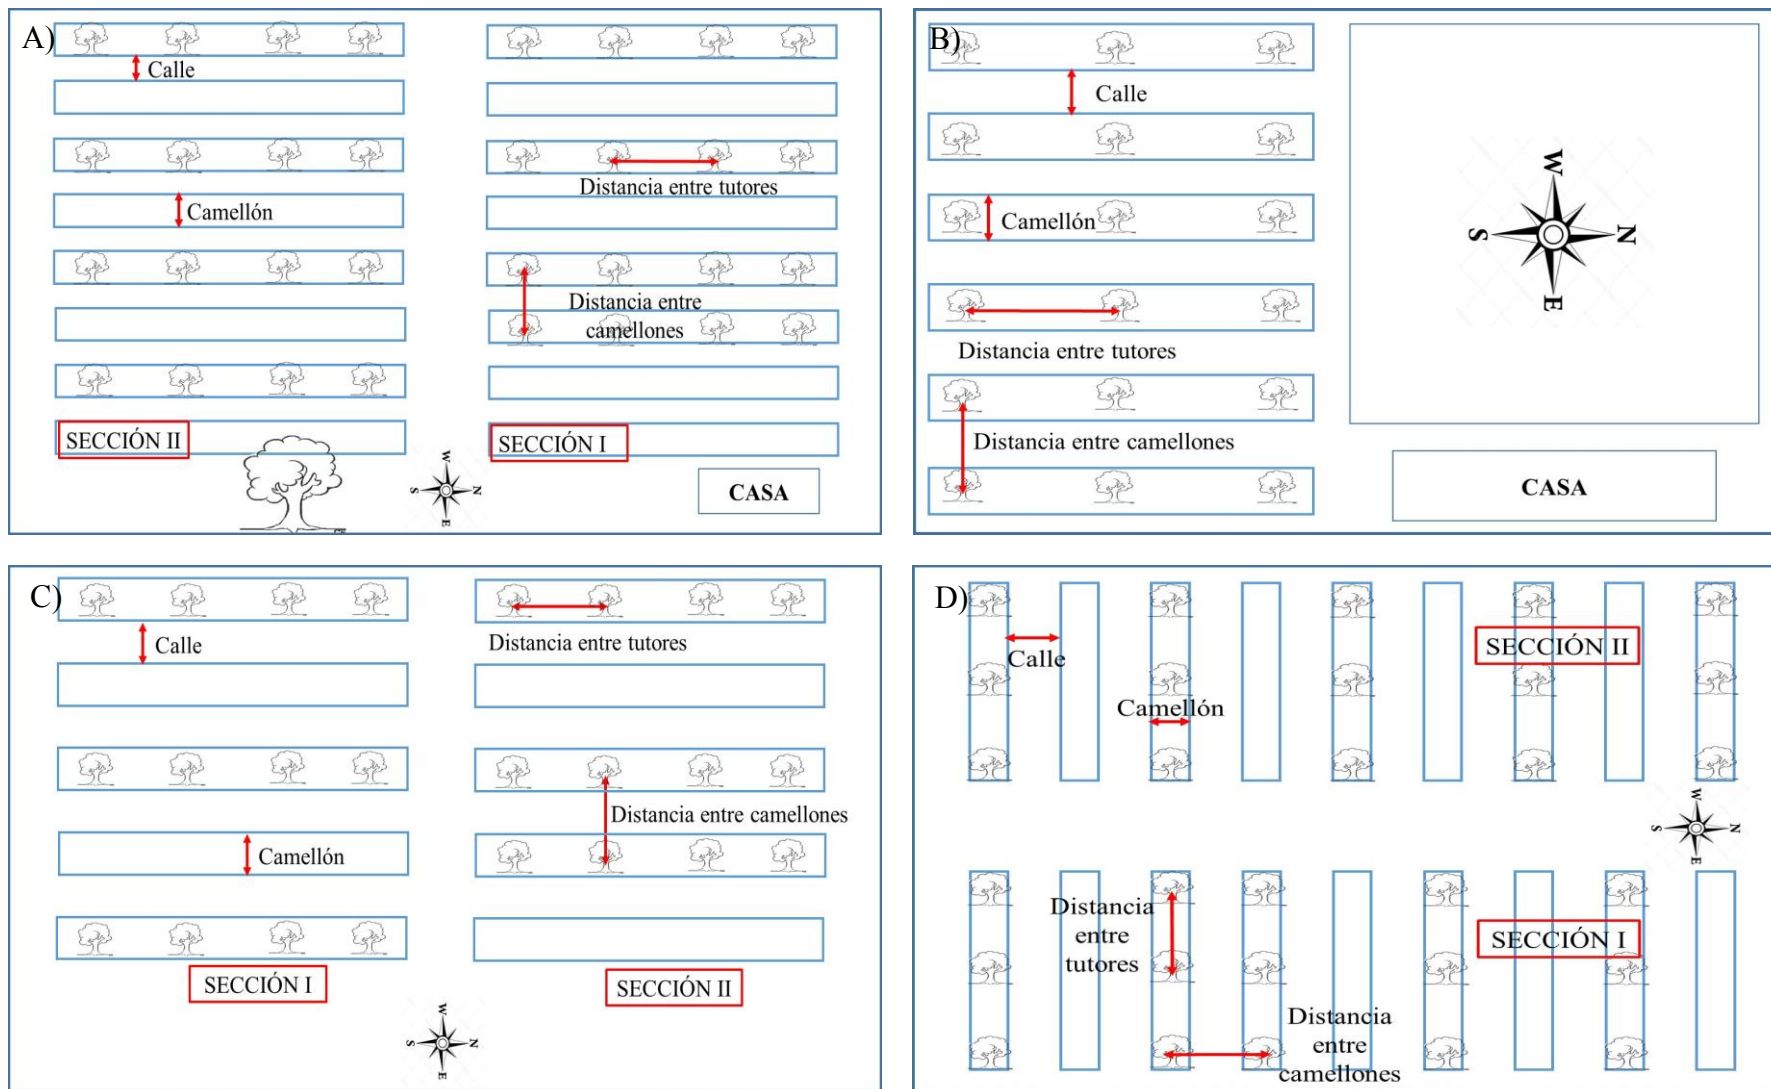 A)
Calle
Distancia entre tutores
Camellón
Distancia entre
camellones
SECCIÓN II
SECCIÓN I
W
S
N
E
CASA
B)
Calle
Camellón
Distancia entre tutores
Distancia entre camellones
W
S
N
E
CASA
C)
Distancia entre tutores
Calle
Distancia entre camellones
Camellón
SECCIÓN I
SECCIÓN II
W
S
N
E
D)
SECCIÓN II
Calle
Camellón
W
S
N
E
Distancia
entre
tutores
SECCIÓN I
Distancia
entre
camellones